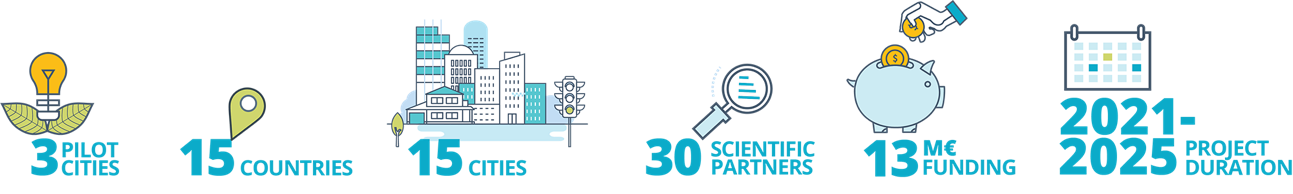 3 PILOT
CITIES
15 COUNTRIES
15 CITIES
30 SCIENTIFIC
PARTNERS
13 M€
FUNDING
2021-
2025 PROJECT
DURATION
$